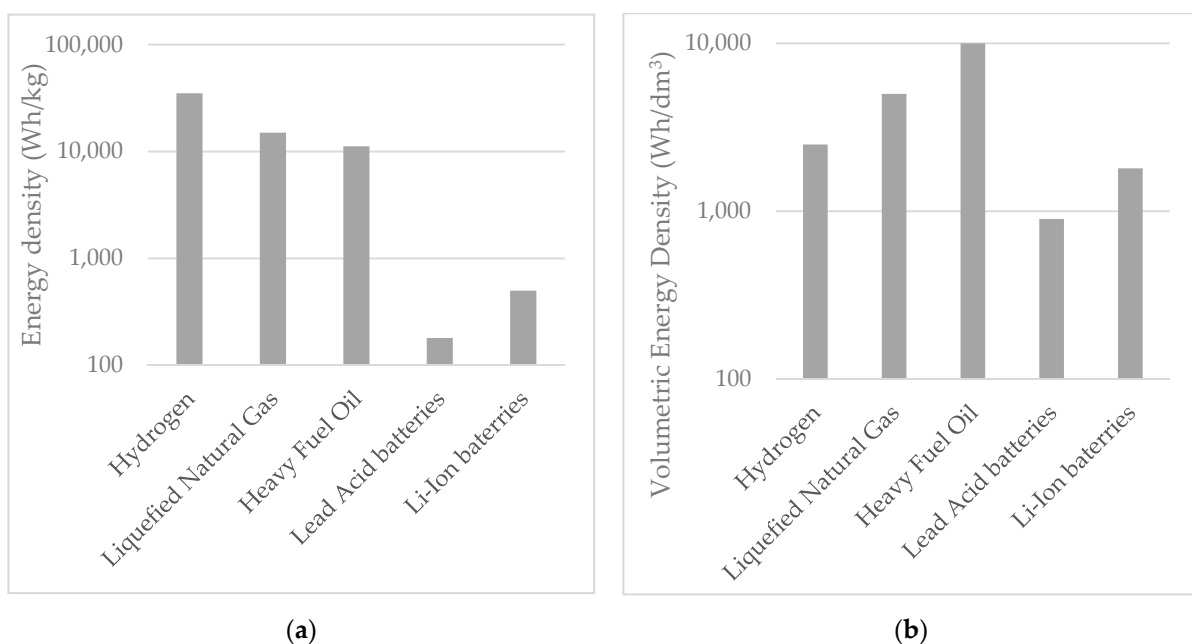 100,000
10,000
1,000
100
Energy density (Wh/kg)
Hydrogen
Liquefied Natural Gas
Heavy Fuel Oil
Lead Acid batteries
Li-Ion baterries
(a)
10,000
1,000
100
Volumetric Energy Density (Wh/dm³)
Hydrogen
Liquefied Natural Gas
Heavy Fuel Oil
Lead Acid batteries
Li-Ion baterries
(b)